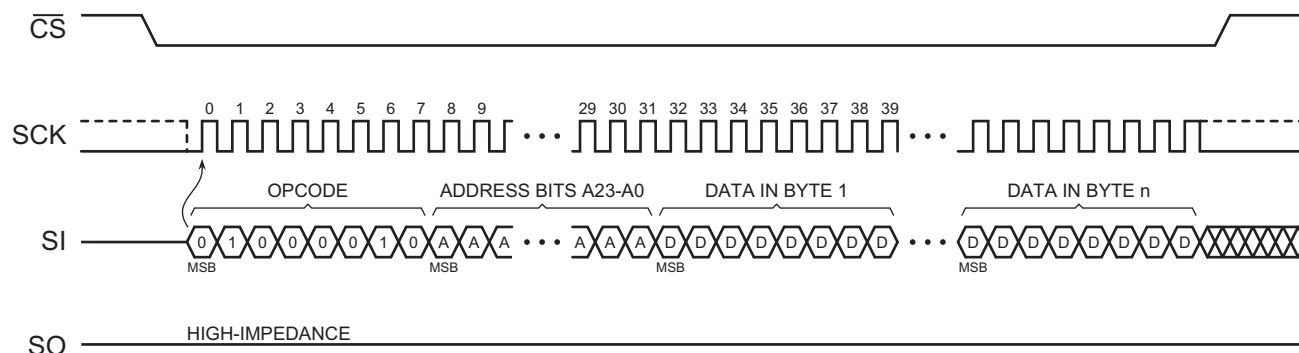 CS
0 1 2 3 4 5 6 7 8 9 29 30 31 32 33 34 35 36 37 38 39
SCK
OPCODE ADDRESS BITS A23-A0 DATA IN BYTE 1 DATA IN BYTE n
SI 0 1 0 0 0 0 1 0 A A A A A A D D D D D D D D D D D D D D D D
MSB MSB MSB MSB
HIGH-IMPEDANCE
SO